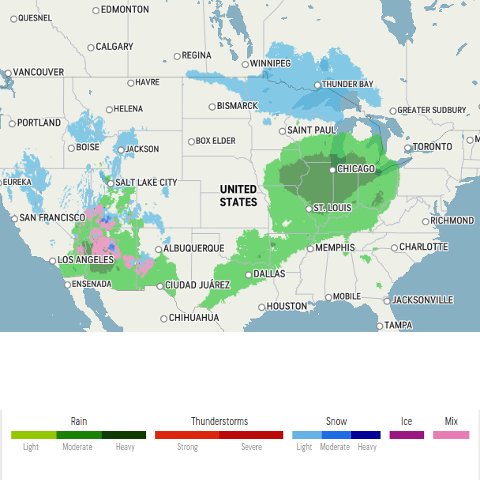 EDMONTON
QUESNEL
CALGARY
REGINA
WINNIPEG
VANCOUVER
HAVRE
THUNDER BAY
HELENA
BISMARCK
GREATER SUDBURY
PORTLAND
SAINT PAUL
BOISE
JACKSON
BOX ELDER
TORONTO
M
CHICAGO
EUREKA
SALT LAKE CITY
UNITED
STATES
ST. LOUIS
SAN FRANCISCO
RICHMOND
ALBUQUERQUE
MEMPHIS
CHARLOTTE
LOS ANGELES
DALLAS
ENSENADA
CIUDAD JUÁREZ
MOBILE
JACKSONVILLE
HOUSTON
CHIHUAHUA
TAMPA
Rain Thunderstorms Snow Ice Mix
Light Moderate Heavy Strong Severe Light Moderate Heavy